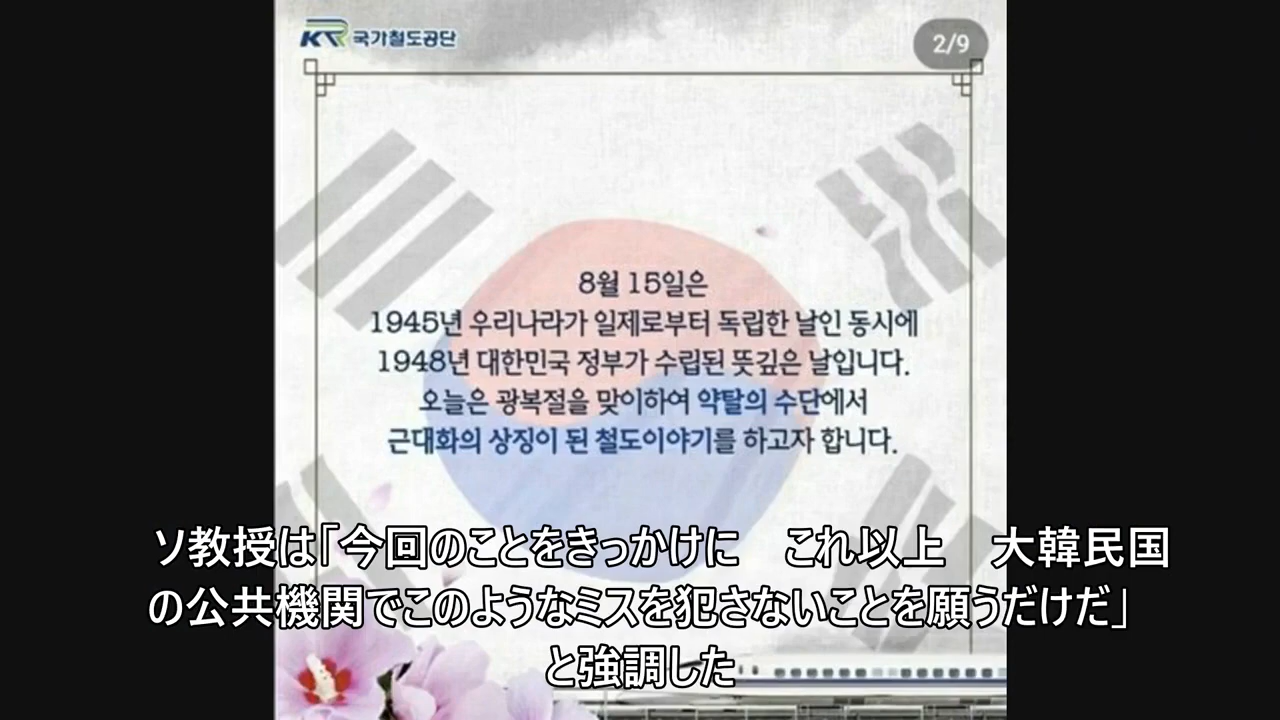 KR 국가철도공단
2/9
8월 15일은
1945년 우리나라가 일제로부터 독립한 날인 동시에
1948년 대한민국 정부가 수립된 뜻깊은 날입니다.
오늘은 광복절을 맞이하여 약탈의 수단에서
근대화의 상징이 된 철도이야기를 하고자 합니다.
ソ教授は「今回のことをきっかけに　これ以上　大韓民国
の公共機関でこのようなミスを犯さないことを願うだけだ」
と強調した